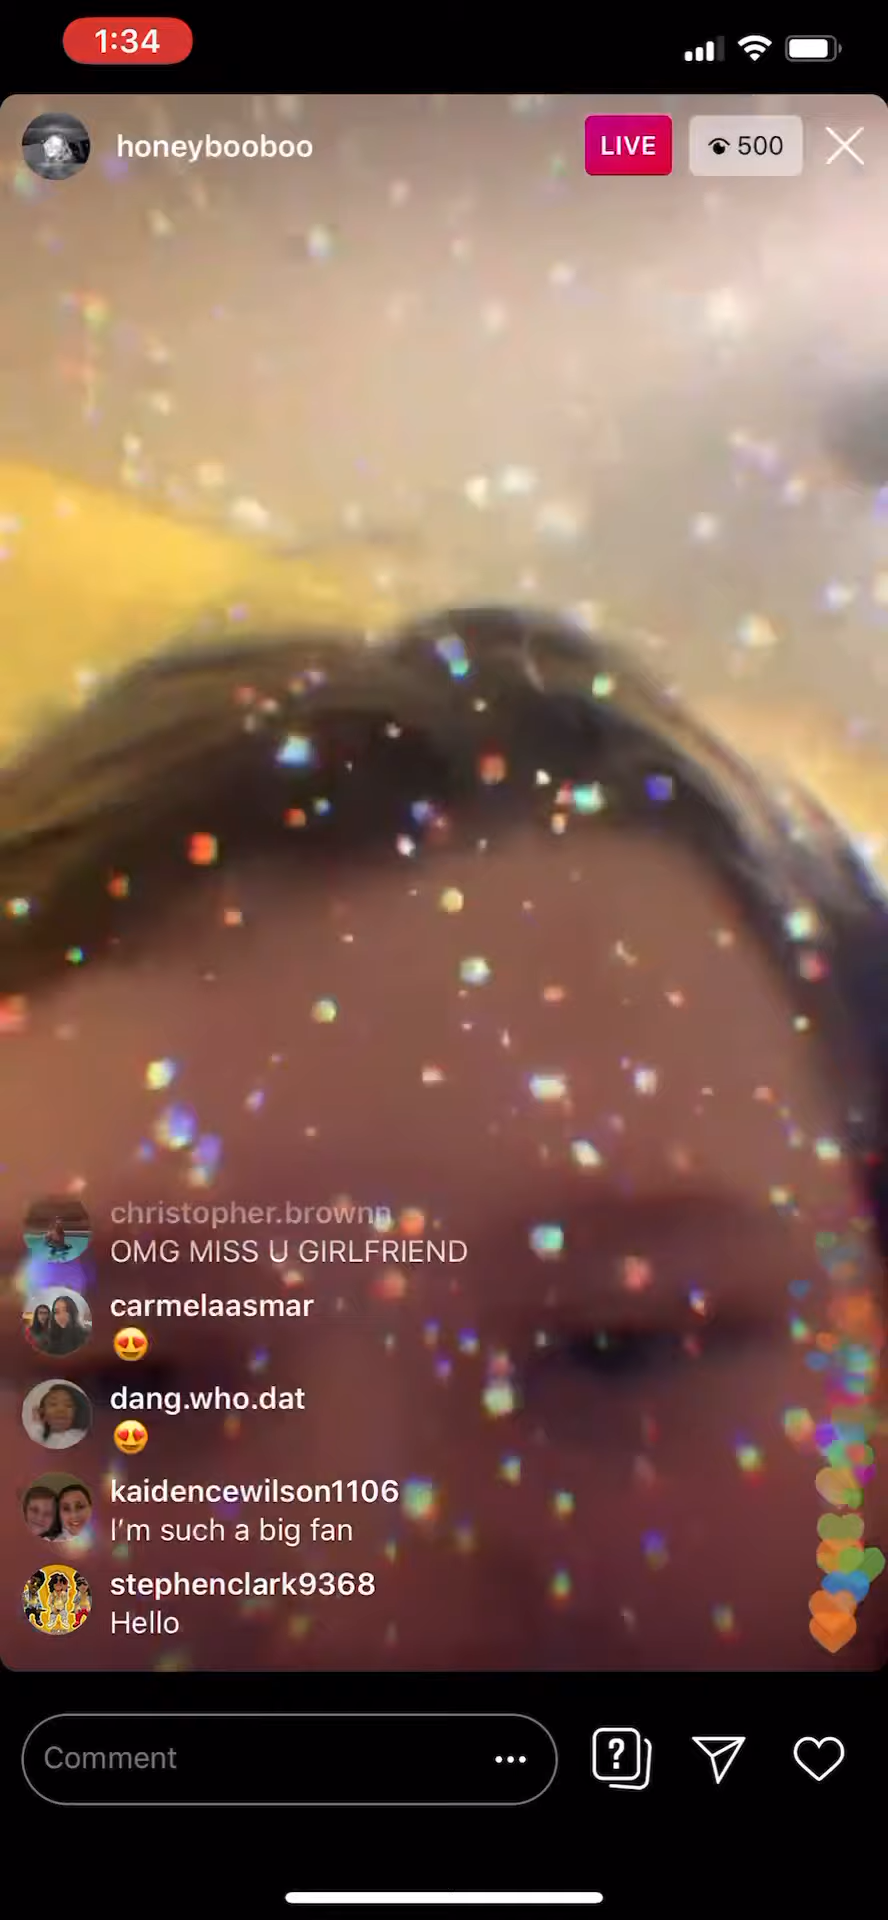 1:34
honeybooboo
LIVE
500
christopher.brownn
OMG MISS U GIRLFRIEND
carmelaasmar
😍
dang.who.dat
😍
kaidencewilson1106
I'm such a big fan
stephenclark9368
Hello
Comment
?